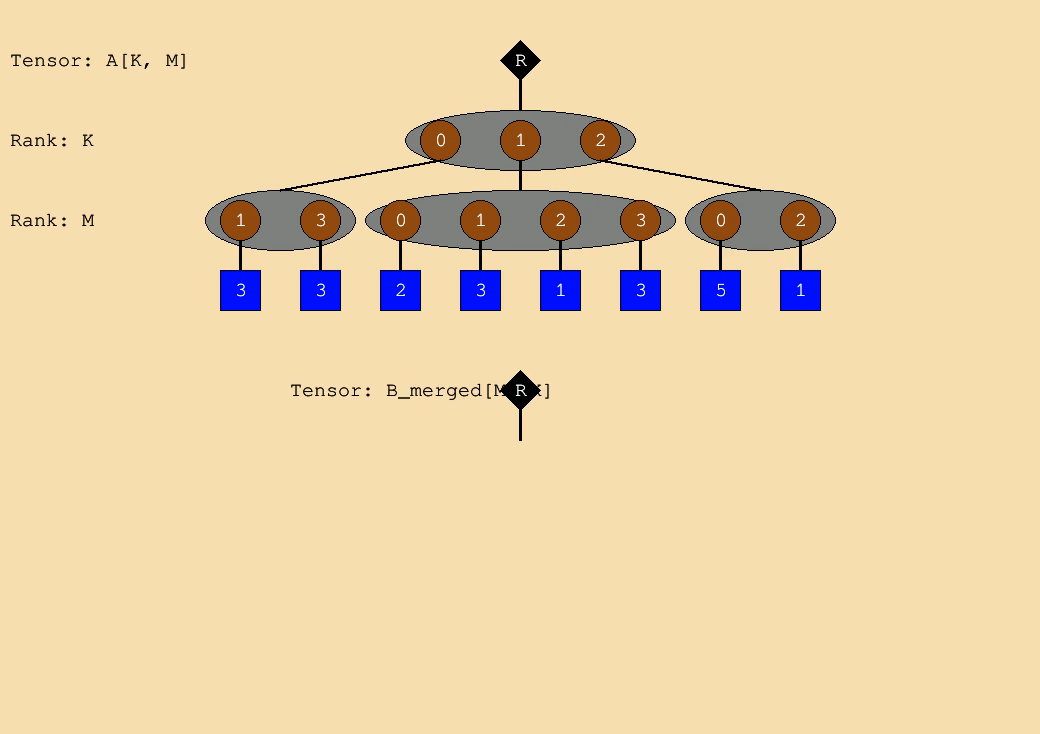 Tensor: A[K, M]
R
Rank: K
0 1 2
Rank: M
1 3 0 1 2 3 0 2
3 3 2 3 1 3 5 1
Tensor: B_merged[
R